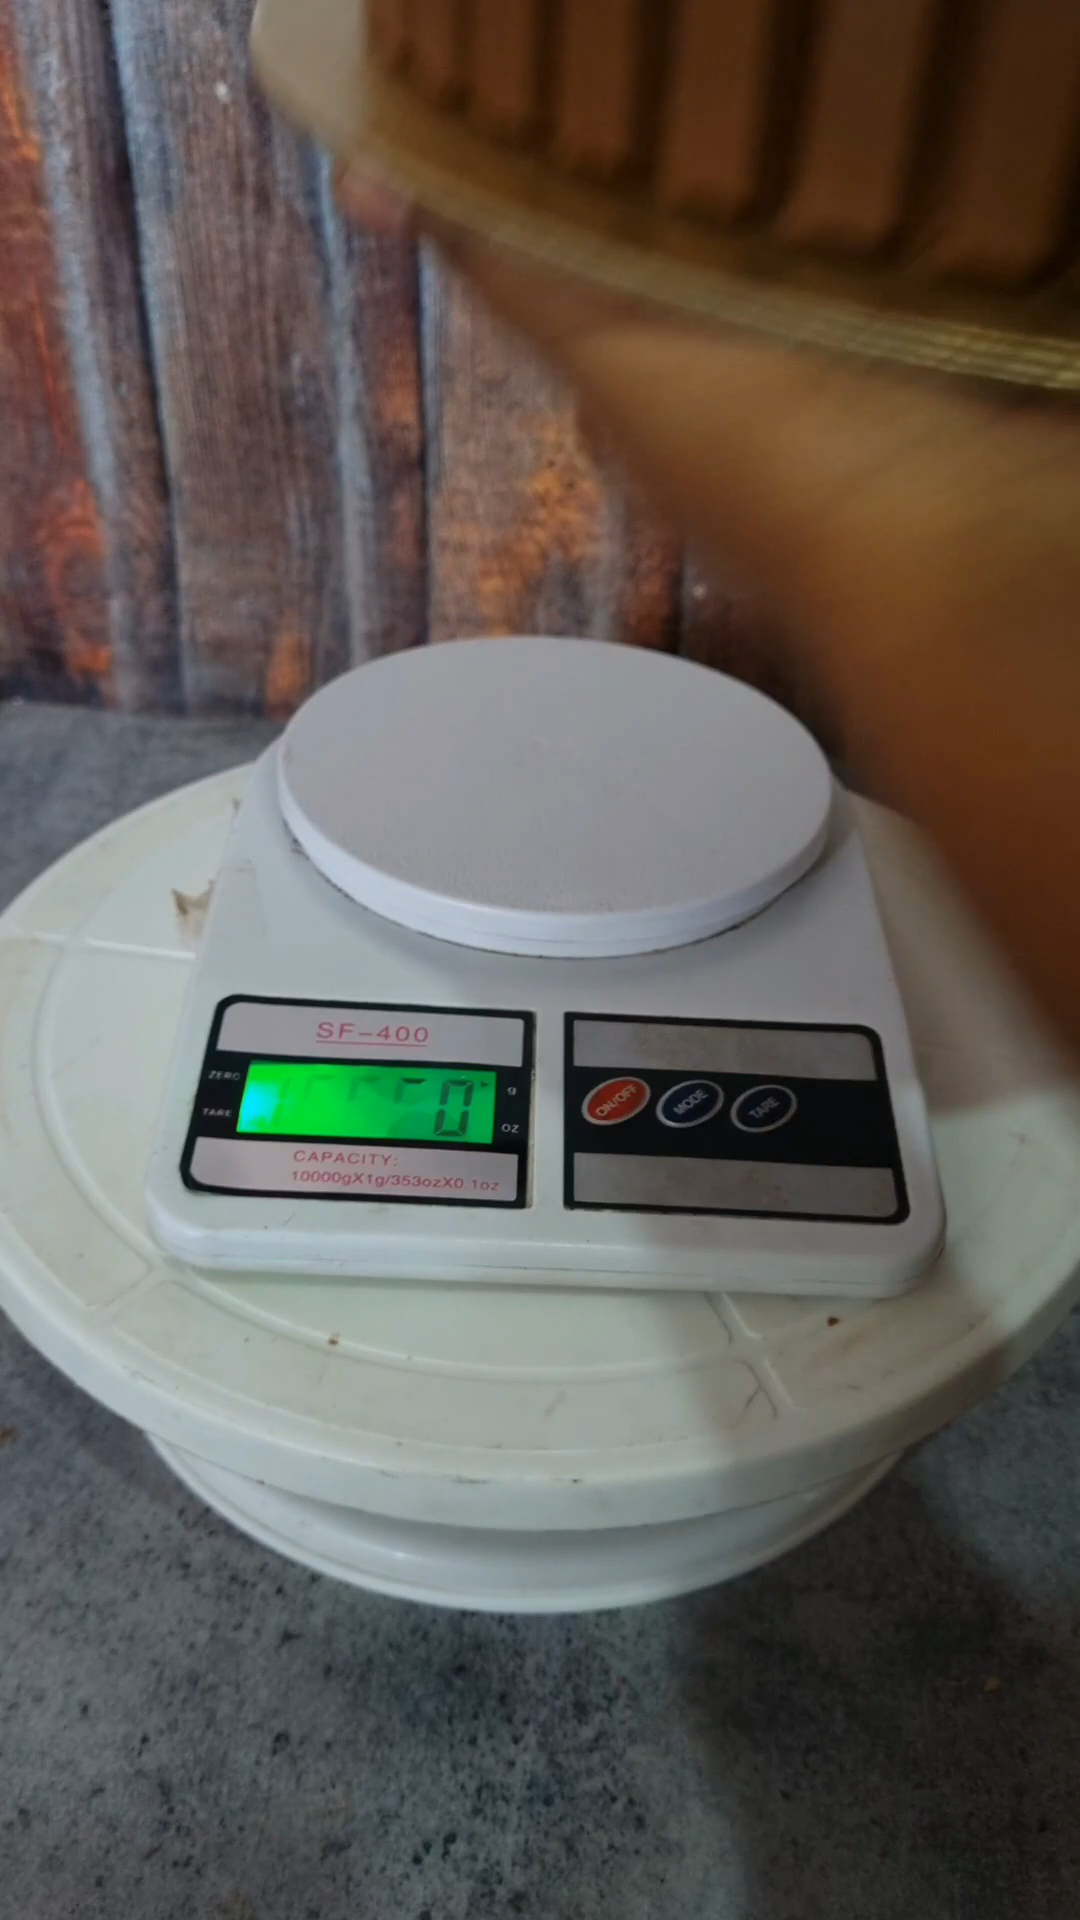 SF-400
ZERO
TARE
0
g
OZ
CAPACITY:
10000gX1g/353ozX0.1oz
ON/OFF
MODE
TARE